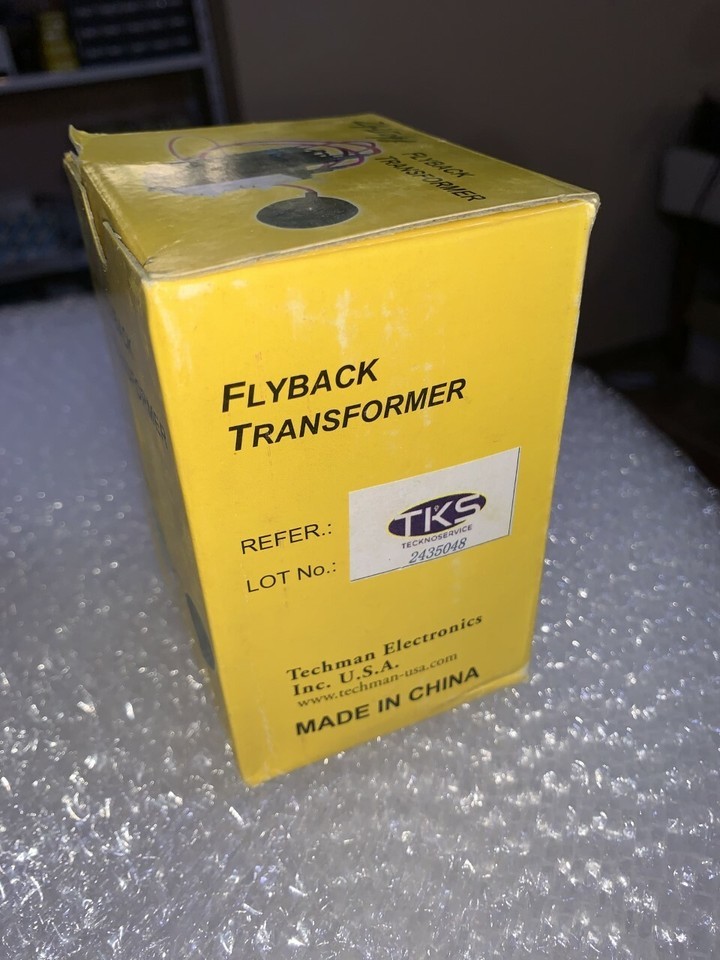 FLYBACK
TRANSFORMER
FLYBACK
TRANSFORMER
REFER.:
LOT No.:
TKS
TECKNOSERVICE
2435048
Techman Electronics
Inc. U.S.A.
www.techman-usa.com
MADE IN CHINA